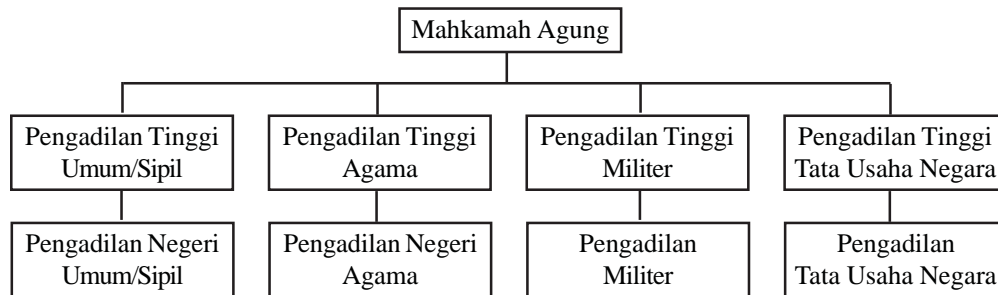 Mahkamah Agung
Pengadilan Tinggi
Umum/Sipil
Pengadilan Tinggi
Agama
Pengadilan Tinggi
Militer
Pengadilan Tinggi
Tata Usaha Negara
Pengadilan Negeri
Umum/Sipil
Pengadilan Negeri
Agama
Pengadilan
Militer
Pengadilan
Tata Usaha Negara